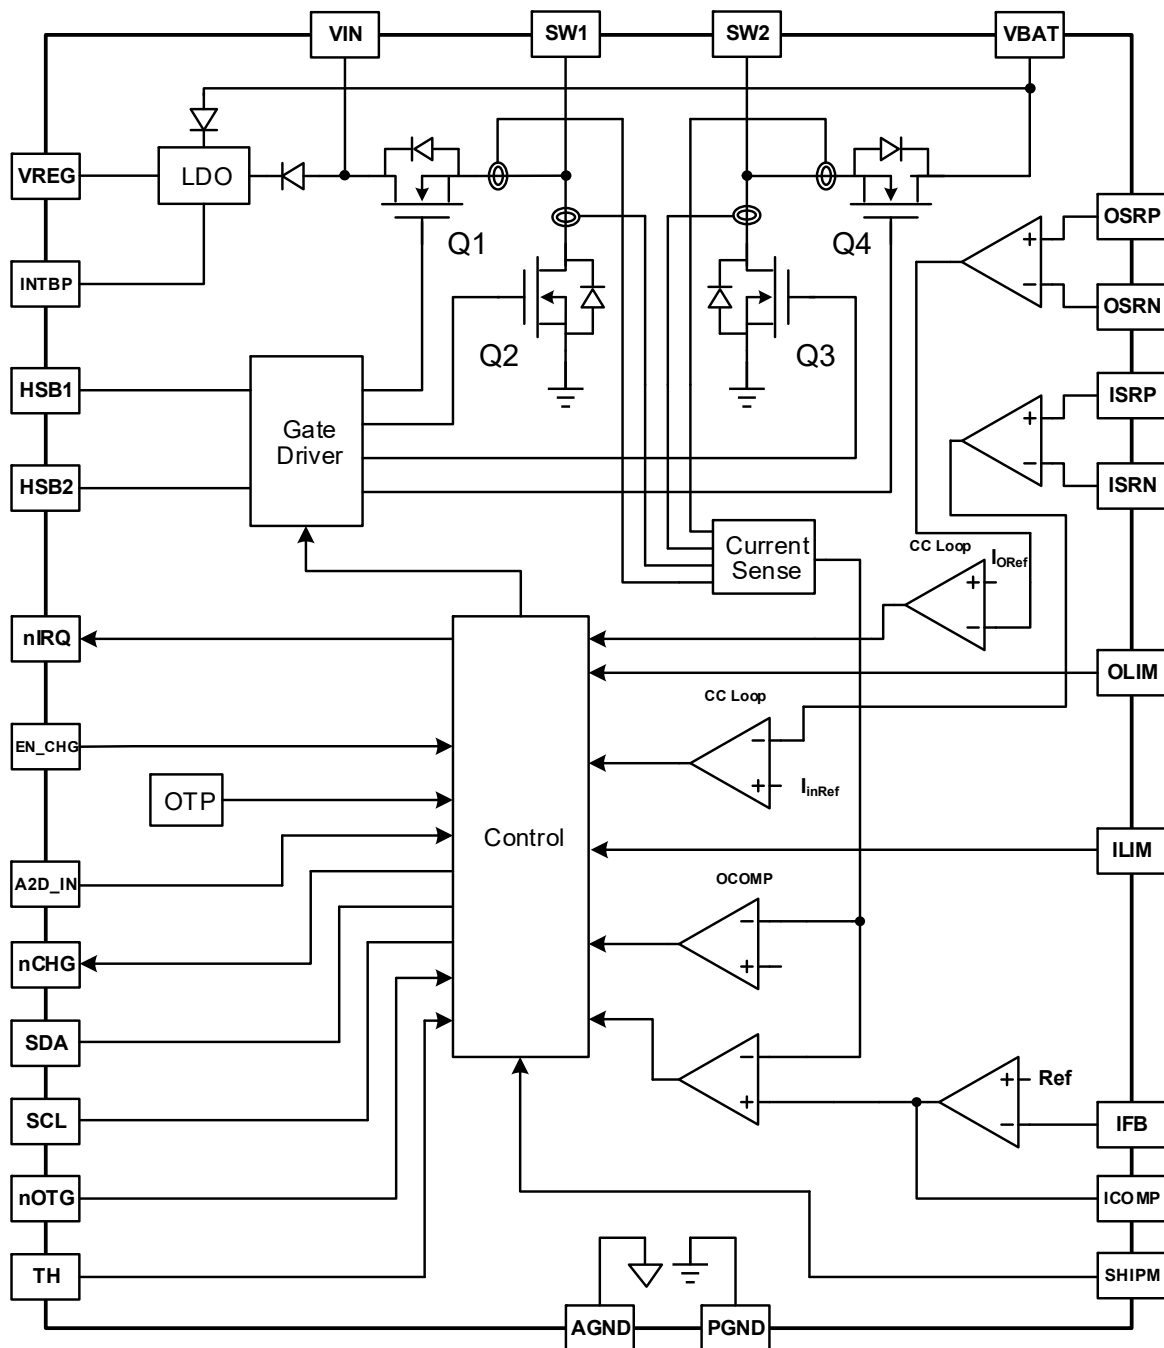 VIN
SW1
SW2
VBAT
VREG
LDO
OSRP
Q1
Q4
INTBP
OSRN
Q2
Q3
HSB1
ISRP
Gate
Driver
HSB2
ISRN
Current
Sense
CC Loop
IORef
+
−
+
−
+
−
nIRQ
OLIM
CC Loop
−
+
IinRef
EN_CHG
OTP
Control
ILIM
A2D_IN
OCOMP
−
+
nCHG
SDA
−
+
+
−
Ref
SCL
IFB
nOTG
ICOMP
TH
SHIPM
AGND
PGND